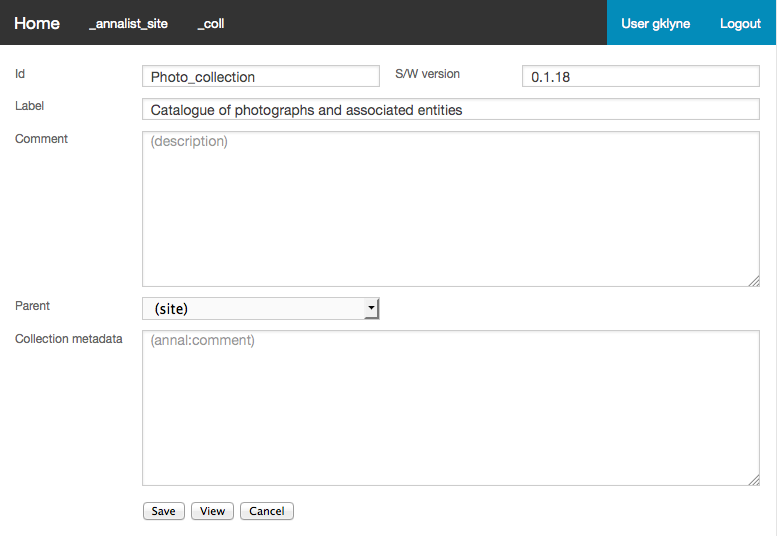 Home _annalist_site _coll User gklyne Logout
Id Photo_collection S/W version 0.1.18
Label Catalogue of photographs and associated entities
Comment (description)
Parent (site)
Collection metadata (annal:comment)
Save View Cancel